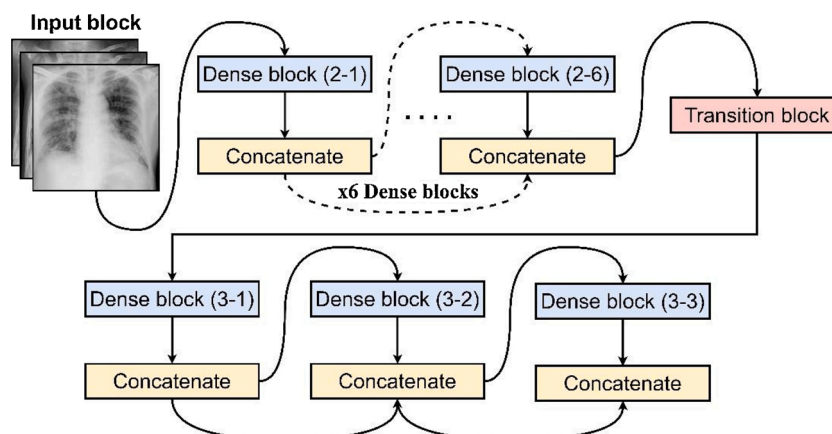 Input block
Dense block (2-1)
Dense block (2-6)
Transition block
. . . .
Concatenate
Concatenate
x6 Dense blocks
Dense block (3-1)
Dense block (3-2)
Dense block (3-3)
Concatenate
Concatenate
Concatenate